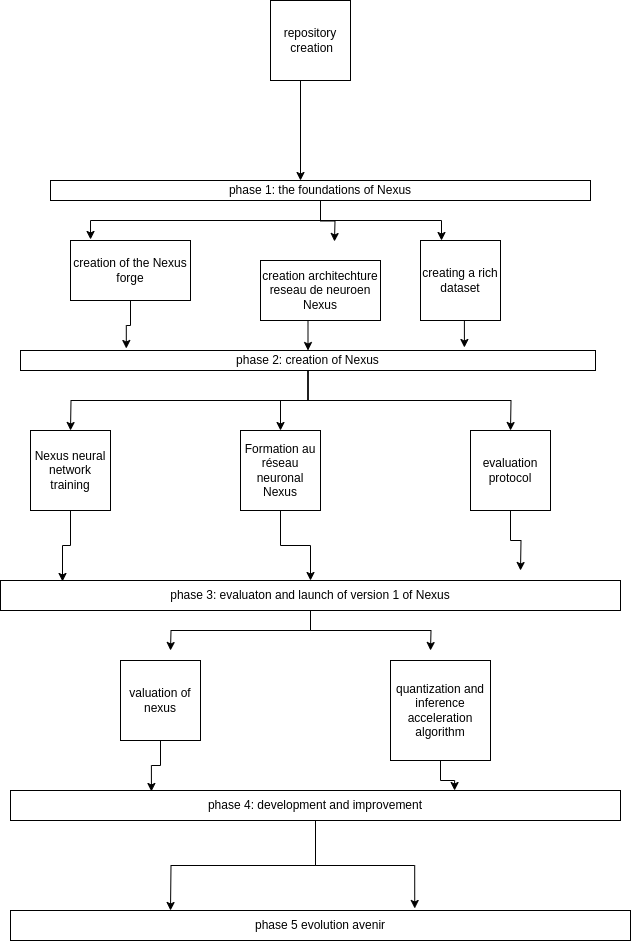 repository
creation
phase 1: the foundations of Nexus
creation of the Nexus
forge
creation architechture
reseau de neuroen
Nexus
creating a rich
dataset
phase 2: creation of Nexus
Nexus neural
network
training
Formation au
réseau
neuronal
Nexus
evaluation
protocol
phase 3: evaluaton and launch of version 1 of Nexus
valuation of
nexus
quantization and
inference
acceleration
algorithm
phase 4: development and improvement
phase 5 evolution avenir